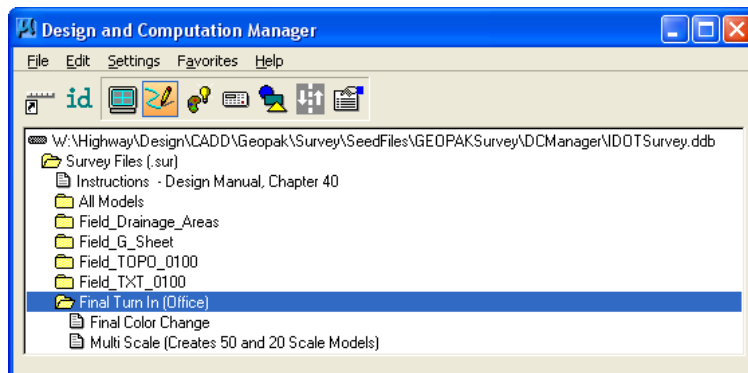 Design and Computation Manager
File Edit Settings Favorites Help
id
W:\Highway\Design\CADD\Geopak\Survey\SeedFiles\GEOPAKSurvey\DCManager\IDOTSurvey.ddb
Survey Files (.sur)
Instructions - Design Manual, Chapter 40
All Models
Field_Drainage_Areas
Field_G_Sheet
Field_TOPO_0100
Field_TXT_0100
Final Turn In (Office)
Final Color Change
Multi Scale (Creates 50 and 20 Scale Models)